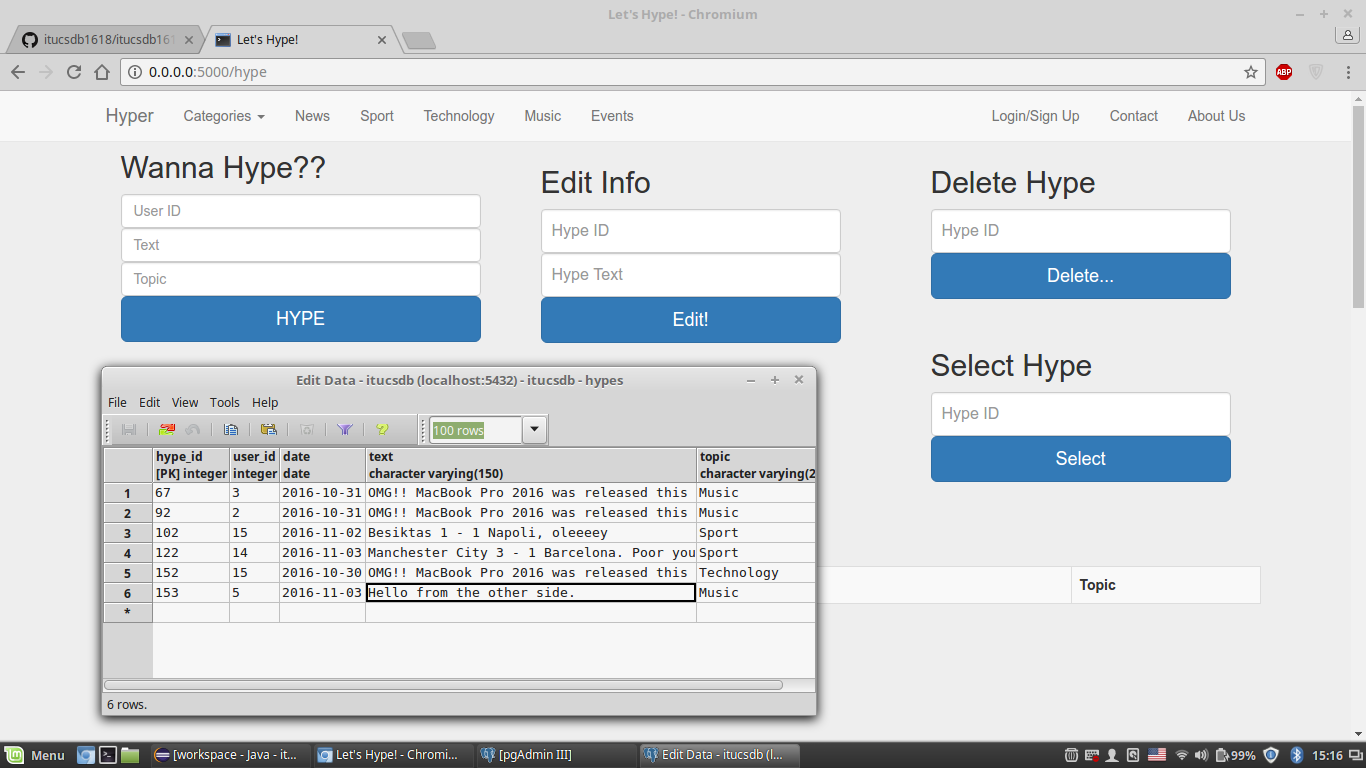 Let's Hype! - Chromium
itucsdb1618/itucsdb161
Let's Hype!
0.0.0.0:5000/hype
ABP
Hyper Categories News Sport Technology Music Events Login/Sign Up Contact About Us
Wanna Hype??
User ID
Text
Topic
HYPE
Edit Info
Hype ID
Hype Text
Edit!
Delete Hype
Hype ID
Delete...
Select Hype
Hype ID
Select
Topic
Edit Data - itucsdb (localhost:5432) - itucsdb - hypes
File Edit View Tools Help
100 rows
hype_id user_id date text topic
[PK] integer integer date character varying(150) character varying(2
1 67 3 2016-10-31 OMG!! MacBook Pro 2016 was released this Music
2 92 2 2016-10-31 OMG!! MacBook Pro 2016 was released this Music
3 102 15 2016-11-02 Besiktas 1 - 1 Napoli, oleeeey Sport
4 122 14 2016-11-03 Manchester City 3 - 1 Barcelona. Poor you Sport
5 152 15 2016-10-30 OMG!! MacBook Pro 2016 was released this Technology
6 153 5 2016-11-03 Hello from the other side. Music
*
6 rows.
Menu [workspace - Java - it... Let's Hype! - Chromi... [pgAdmin III] Edit Data - itucsdb (l... 99% 15:16